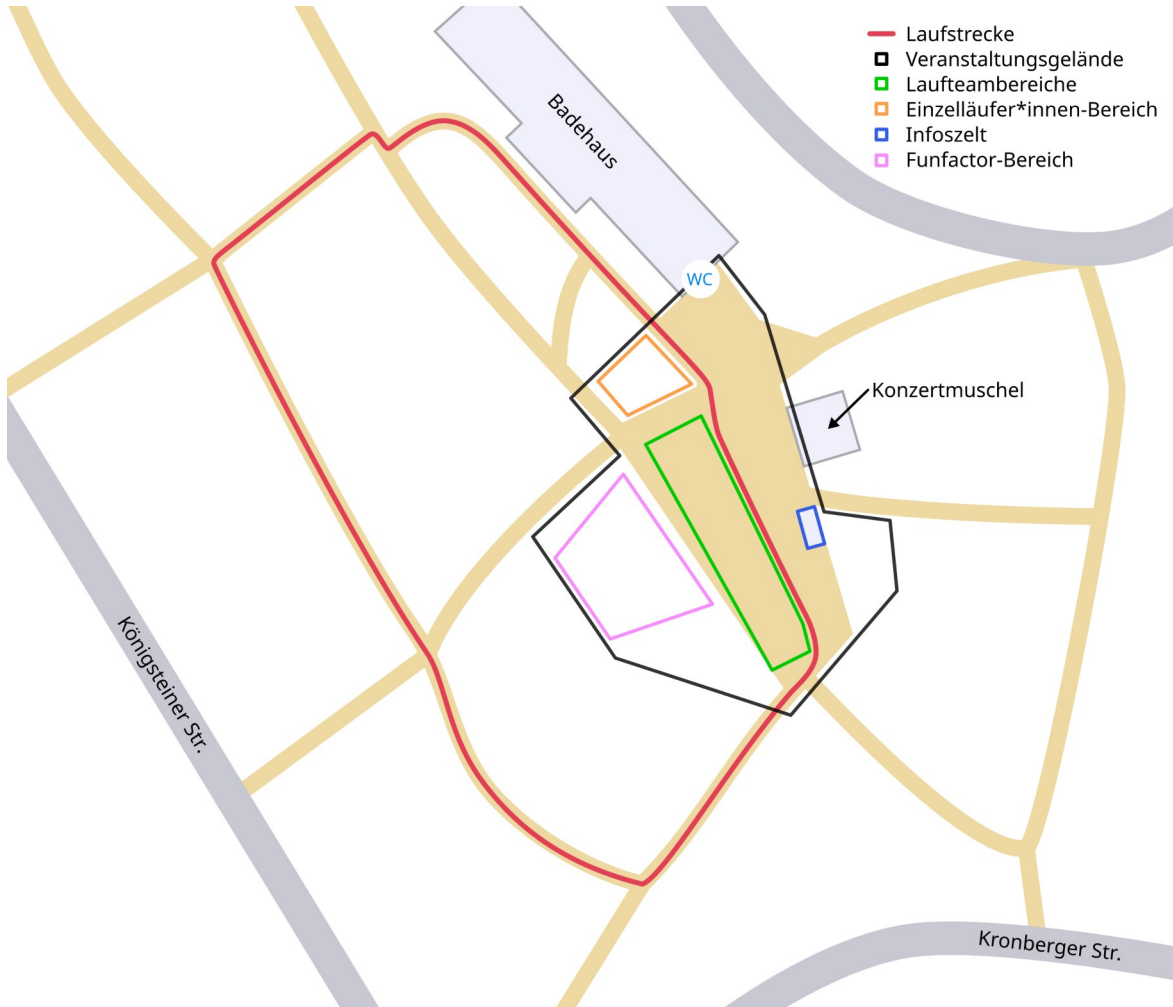 Laufstrecke
Veranstaltungsgelände
Laufteambereiche
Einzelläufer*innen-Bereich
Infoszelt
Funfactor-Bereich
Badehaus
WC
Konzertmuschel
Königsteiner Str.
Kronberger Str.